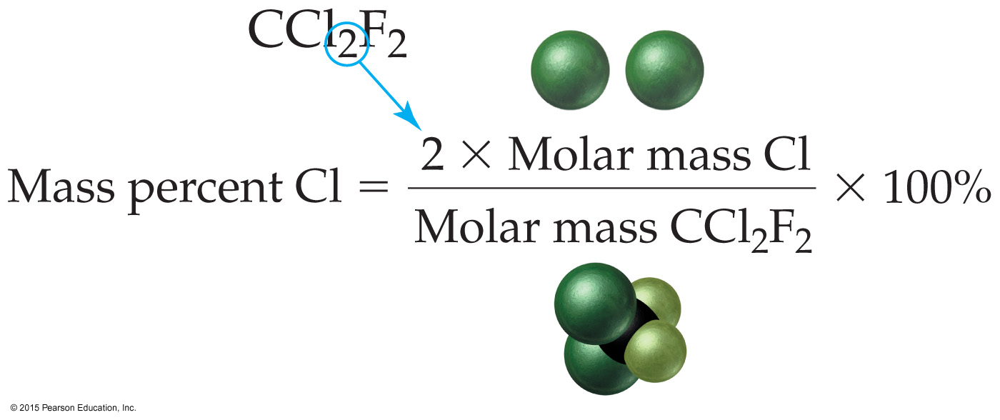 CCl₂F₂
2 × Molar mass Cl
Mass percent Cl = × 100%
Molar mass CCl₂F₂
© 2015 Pearson Education, Inc.